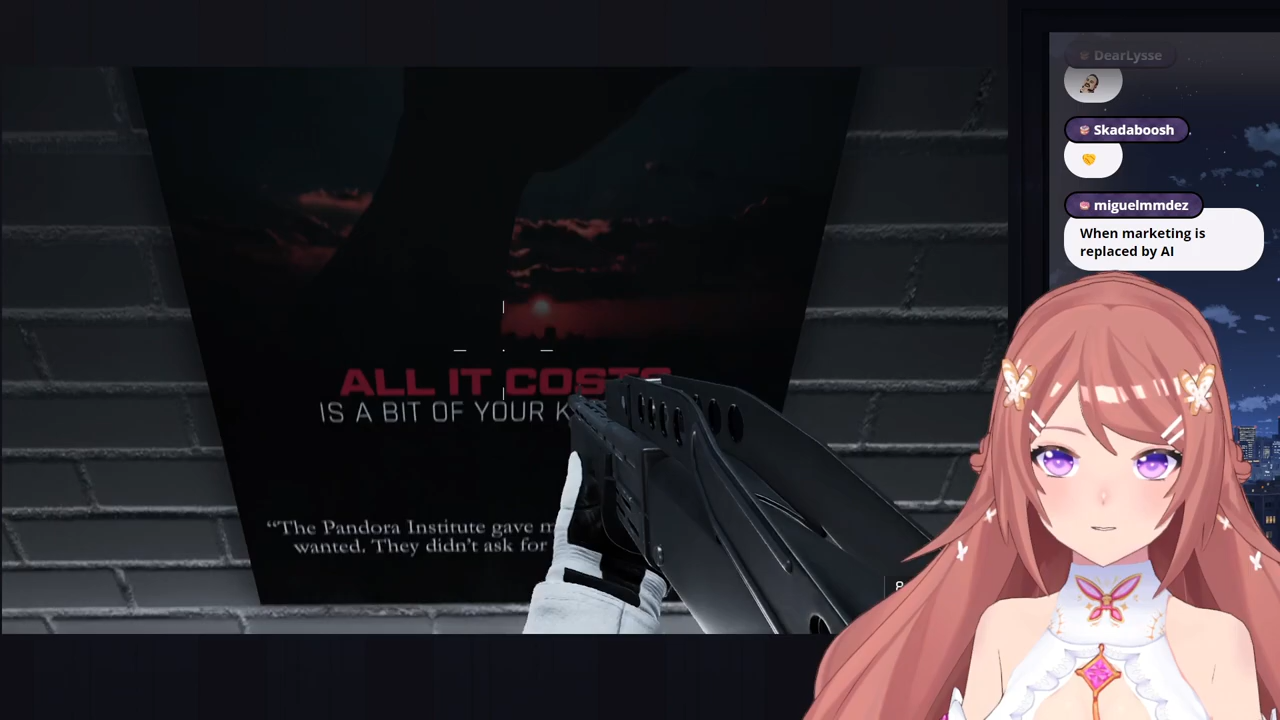 DearLysse
Skadaboosh
miguelmmdez
When marketing is
replaced by AI
ALL IT COSTS
IS A BIT OF YOUR
“The Pandora Institute gave
wanted. They didn’t ask for